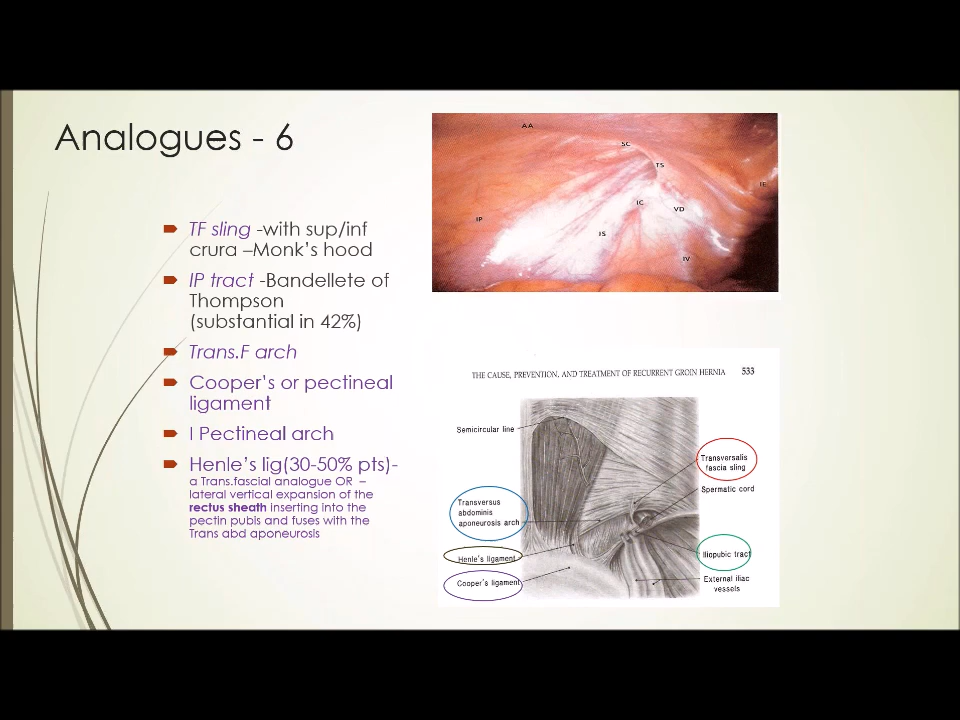 Analogues - 6
TF sling -with sup/inf
crura –Monk's hood
IP tract -Bandellete of
Thompson
(substantial in 42%)
Trans.F arch
Cooper's or pectineal
ligament
I Pectineal arch
Henle's lig(30-50% pts)-
a Trans.fascial analogue OR –
lateral vertical expansion of the
rectus sheath inserting into the
pectin pubis and fuses with the
Trans abd aponeurosis
AA
SC
TS
IE
IC
VD
IP
IS
IV
THE CAUSE, PREVENTION, AND TREATMENT OF RECURRENT GROIN HERNIA 533
Semicircular line
Transversalis
fascia sling
Spermatic cord
Transversus
abdominis
aponeurosis arch
Iliopubic tract
Henle's ligament
Cooper's ligament
External iliac
vessels